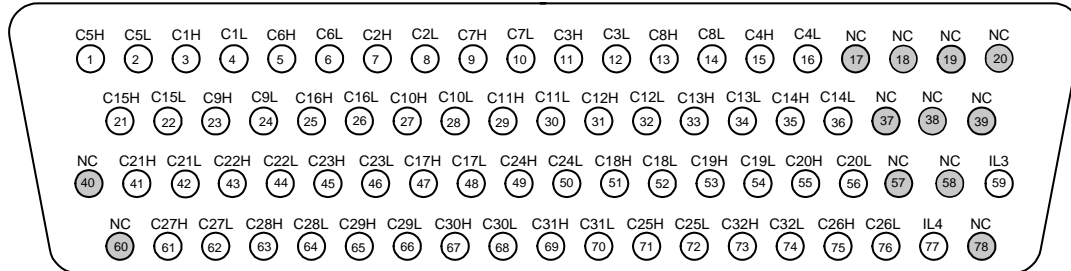 C5H C5L C1H C1L C6H C6L C2H C2L C7H C7L C3H C3L C8H C8L C4H C4L NC NC NC NC
1 2 3 4 5 6 7 8 9 10 11 12 13 14 15 16 17 18 19 20
C15H C15L C9H C9L C16H C16L C10H C10L C11H C11L C12H C12L C13H C13L C14H C14L NC NC NC
21 22 23 24 25 26 27 28 29 30 31 32 33 34 35 36 37 38 39
NC C21H C21L C22H C22L C23H C23L C17H C17L C24H C24L C18H C18L C19H C19L C20H C20L NC NC IL3
40 41 42 43 44 45 46 47 48 49 50 51 52 53 54 55 56 57 58 59
NC C27H C27L C28H C28L C29H C29L C30H C30L C31H C31L C25H C25L C32H C32L C26H C26L IL4 NC
60 61 62 63 64 65 66 67 68 69 70 71 72 73 74 75 76 77 78